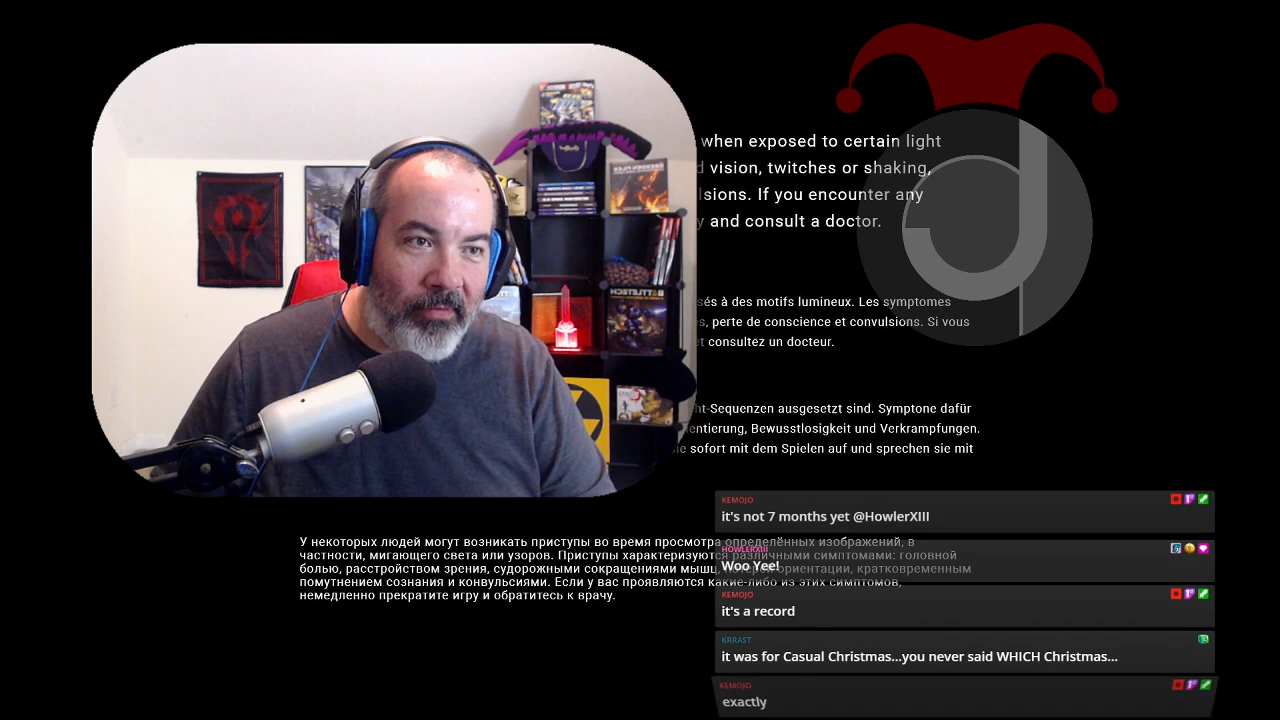 when exposed to certain light
vision, twitches or shaking,
sions. If you encounter any
and consult a doctor.
sés à des motifs lumineux. Les symptomes
s, perte de conscience et convulsions. Si vous
et consultez un docteur.
ht-Sequenzen ausgesetzt sind. Symptone dafür
entierung, Bewusstlosigkeit und Verkrampfungen.
ie sofort mit dem Spielen auf und sprechen sie mit
У некоторых людей могут возникать приступы во время просмотра определённых изображений, в
частности, мигающего света или узоров. Приступы характеризуются различными симптомами: головной
болью, расстройством зрения, судорожными сокращениями мышц, потерей ориентации, кратковременным
помутнением сознания и конвульсиями. Если у вас проявляются какие-либо из этих симптомов,
немедленно прекратите игру и обратитесь к врачу.
KEMOJO
it's not 7 months yet @HowlerXIII
HOWLERXIII
Woo Yee!
KEMOJO
it's a record
KRRAST
it was for Casual Christmas...you never said WHICH Christmas...
KEMOJO
exactly
BATTLETECH